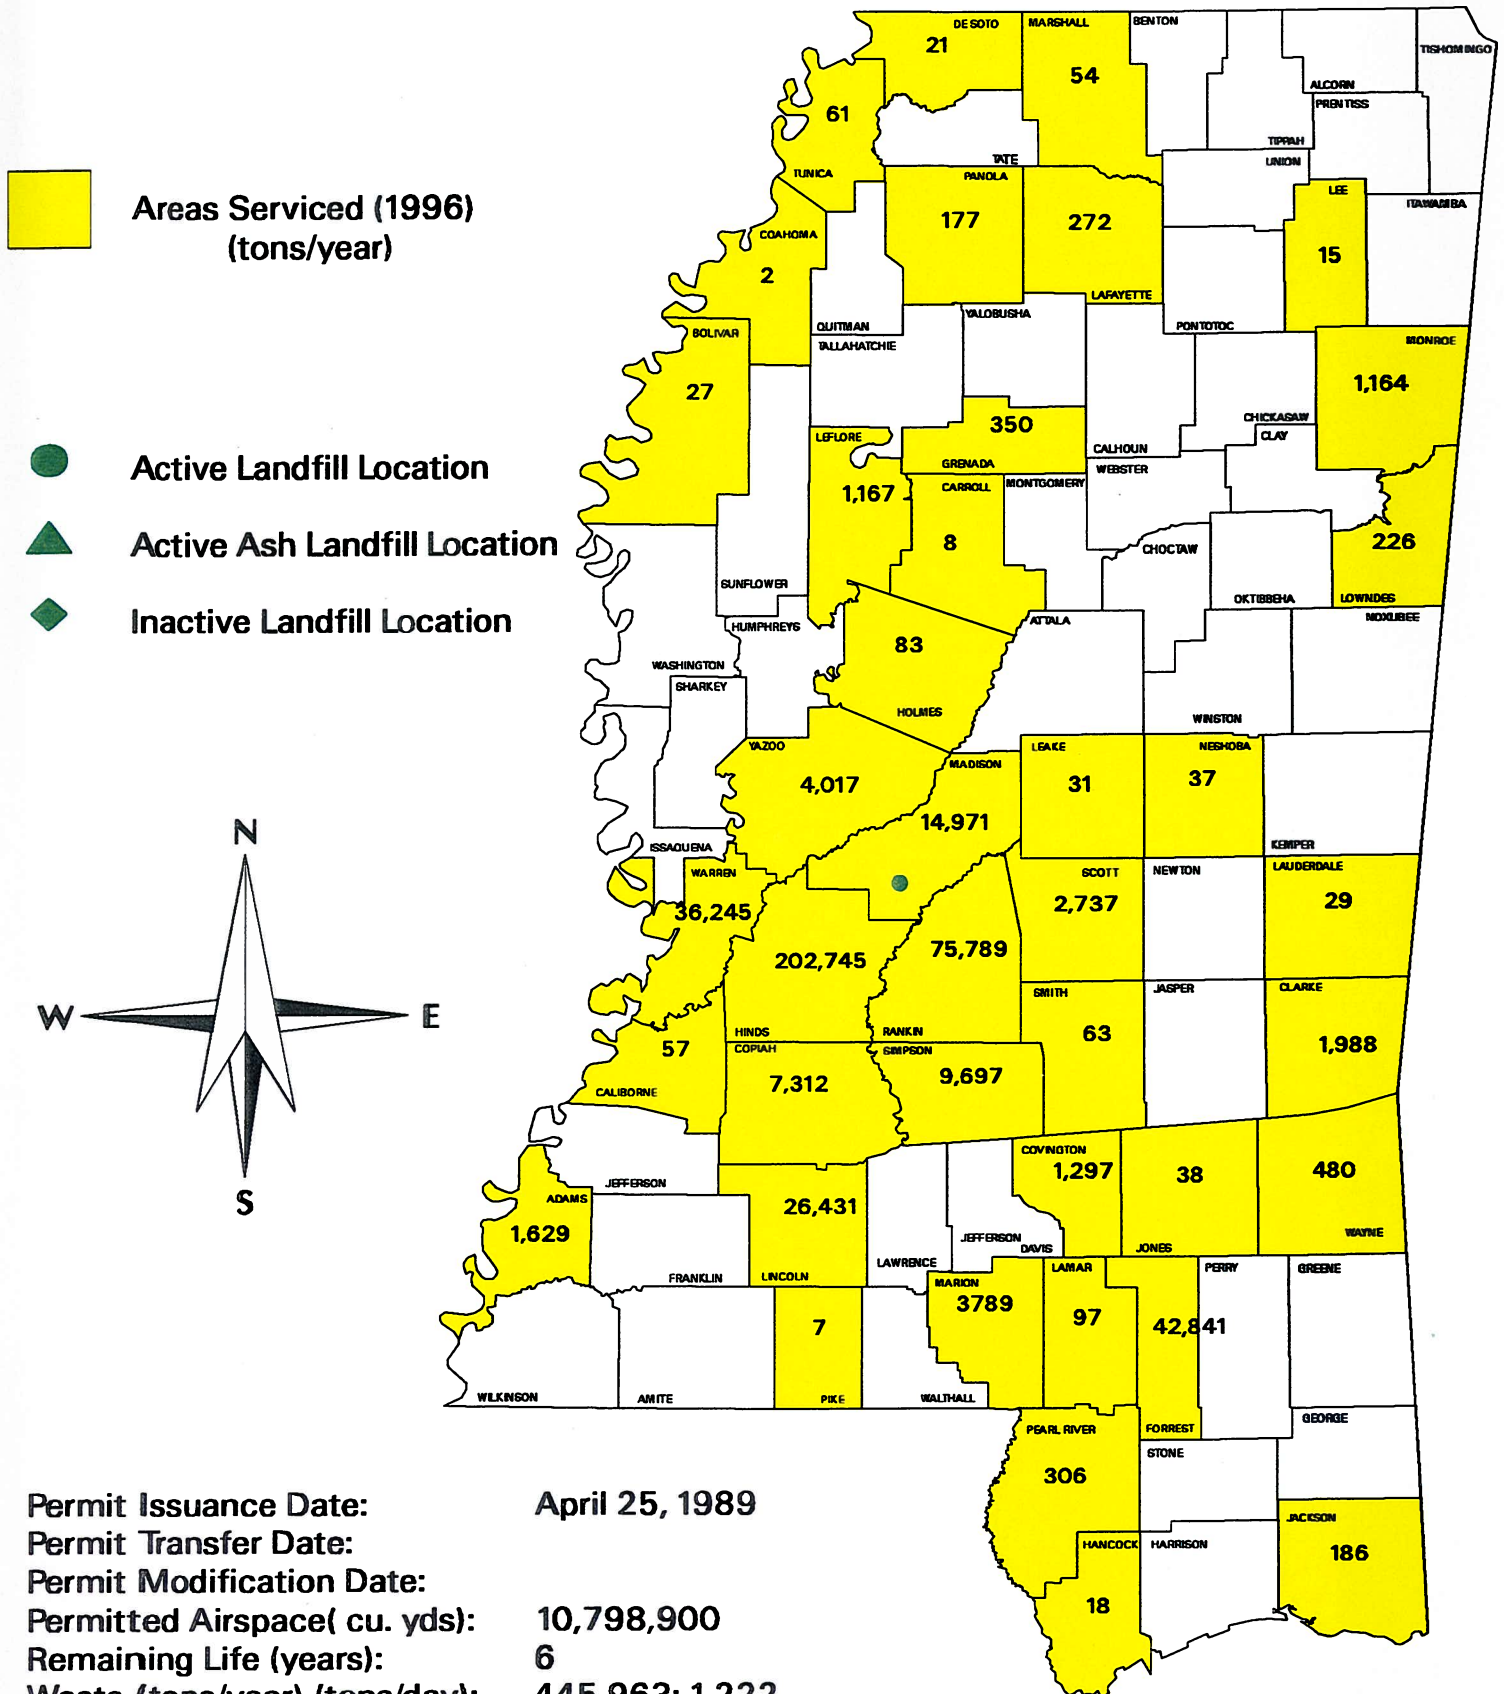 DE SOTO
MARSHALL
BENTON
21
TISHOMINGO
54
ALCORN
PRENTISS
61
TIPPAH
TATE
UNION
TUNICA
PANOLA
LEE
Areas Serviced (1996)
ITAWAMBA
(tons/year)
177
272
COAHOMA
15
2
LAFAYETTE
YALOBUSHA
QUITMAN
PONTOTOC
BOLIVAR
TALLAHATCHIE
MONROE
27
1,164
CHICKASAW
350
LEFLORE
CLAY
CALHOUN
GRENADA
WEBSTER
Active Landfill Location
CARROLL
MONTGOMERY
1,167
8
226
Active Ash Landfill Location
CHOCTAW
SUNFLOWER
OKTIBBEHA
LOWNDES
Inactive Landfill Location
HUMPHREYS
ATTALA
NOXUBEE
83
WASHINGTON
SHARKEY
HOLMES
WINSTON
YAZOO
LEAKE
NESHOBA
MADISON
4,017
31
37
14,971
N
ISSAQUENA
KEMPER
WARREN
SCOTT
NEWTON
LAUDERDALE
36,245
2,737
29
75,789
202,745
SMITH
JASPER
CLARKE
W
E
HINDS
RANKIN
63
57
COPIAH
SIMPSON
1,988
7,312
9,697
CALIBORNE
COVINGTON
1,297
38
480
S
JEFFERSON
ADAMS
26,431
1,629
JEFFERSON
DAVIS
JONES
WAYNE
LAWRENCE
FRANKLIN
LINCOLN
LAMAR
PERRY
GREENE
MARION
3789
7
97
42,841
WILKINSON
AMITE
PIKE
WALTHALL
GEORGE
PEARL RIVER
FORREST
STONE
306
Permit Issuance Date: April 25, 1989
JACKSON
Permit Transfer Date:
HANCOCK
HARRISON
186
Permit Modification Date:
18
Permitted Airspace( cu. yds): 10,798,900
Remaining Life (years): 6
Waste (tons/year) (tons/day): 445,963; 1,222